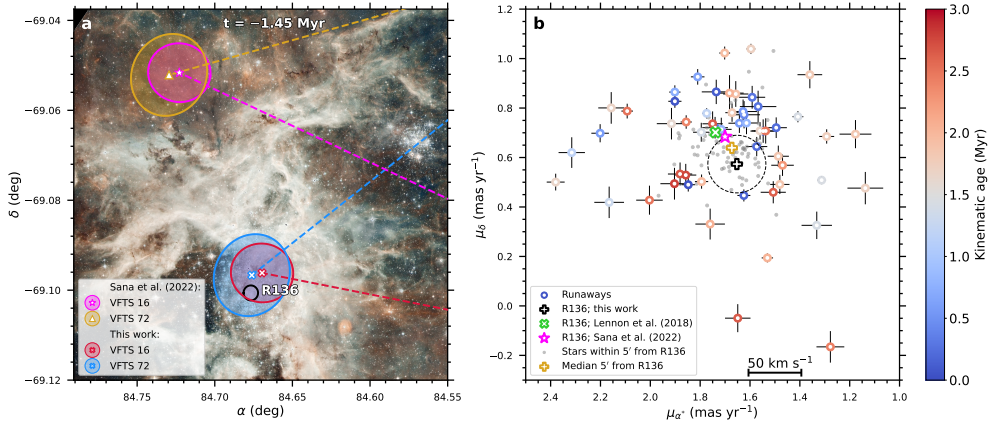 a
t = −1.45 Myr
−69.04
−69.06
−69.08
−69.10
−69.12
δ (deg)
R136
Sana et al. (2022):
VFTS 16
VFTS 72
This work:
VFTS 16
VFTS 72
84.75
84.70
84.65
84.60
84.55
α (deg)
b
1.2
1.0
0.8
0.6
0.4
0.2
0.0
−0.2
μδ (mas yr⁻¹)
Runaways
R136; this work
R136; Lennon et al. (2018)
R136; Sana et al. (2022)
Stars within 5′ from R136
Median 5′ from R136
50 km s⁻¹
2.2
2.0
1.8
1.6
1.4
1.2
1.0
μα* (mas yr⁻¹)
3.0
2.5
2.0
1.5
1.0
0.5
0.0
Kinematic age (Myr)